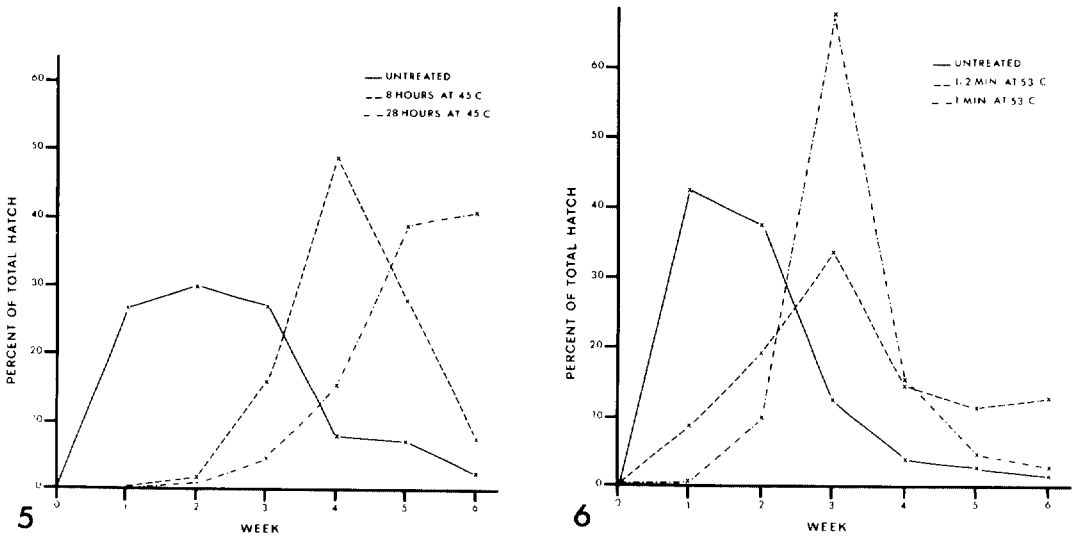 UNTREATED
8 HOURS AT 45 C
28 HOURS AT 45 C
PERCENT OF TOTAL HATCH
60
50
40
30
20
10
0
0 1 2 3 4 5 6
WEEK
5
UNTREATED
1/2 MIN AT 53 C
1 MIN AT 53 C
PERCENT OF TOTAL HATCH
60
50
40
30
20
10
0
0 1 2 3 4 5 6
WEEK
6